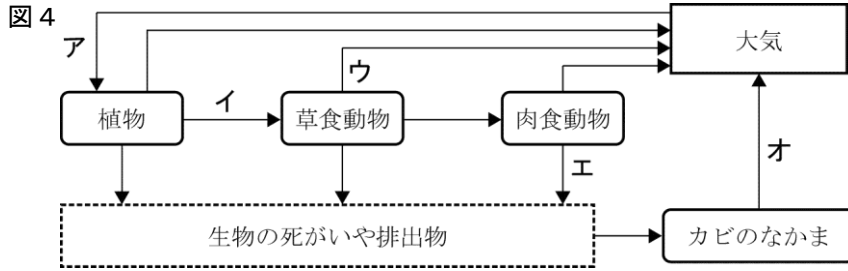 図4
大気
ア
ウ
イ
植物
草食動物
肉食動物
エ
オ
生物の死がいや排出物
カビのなかま